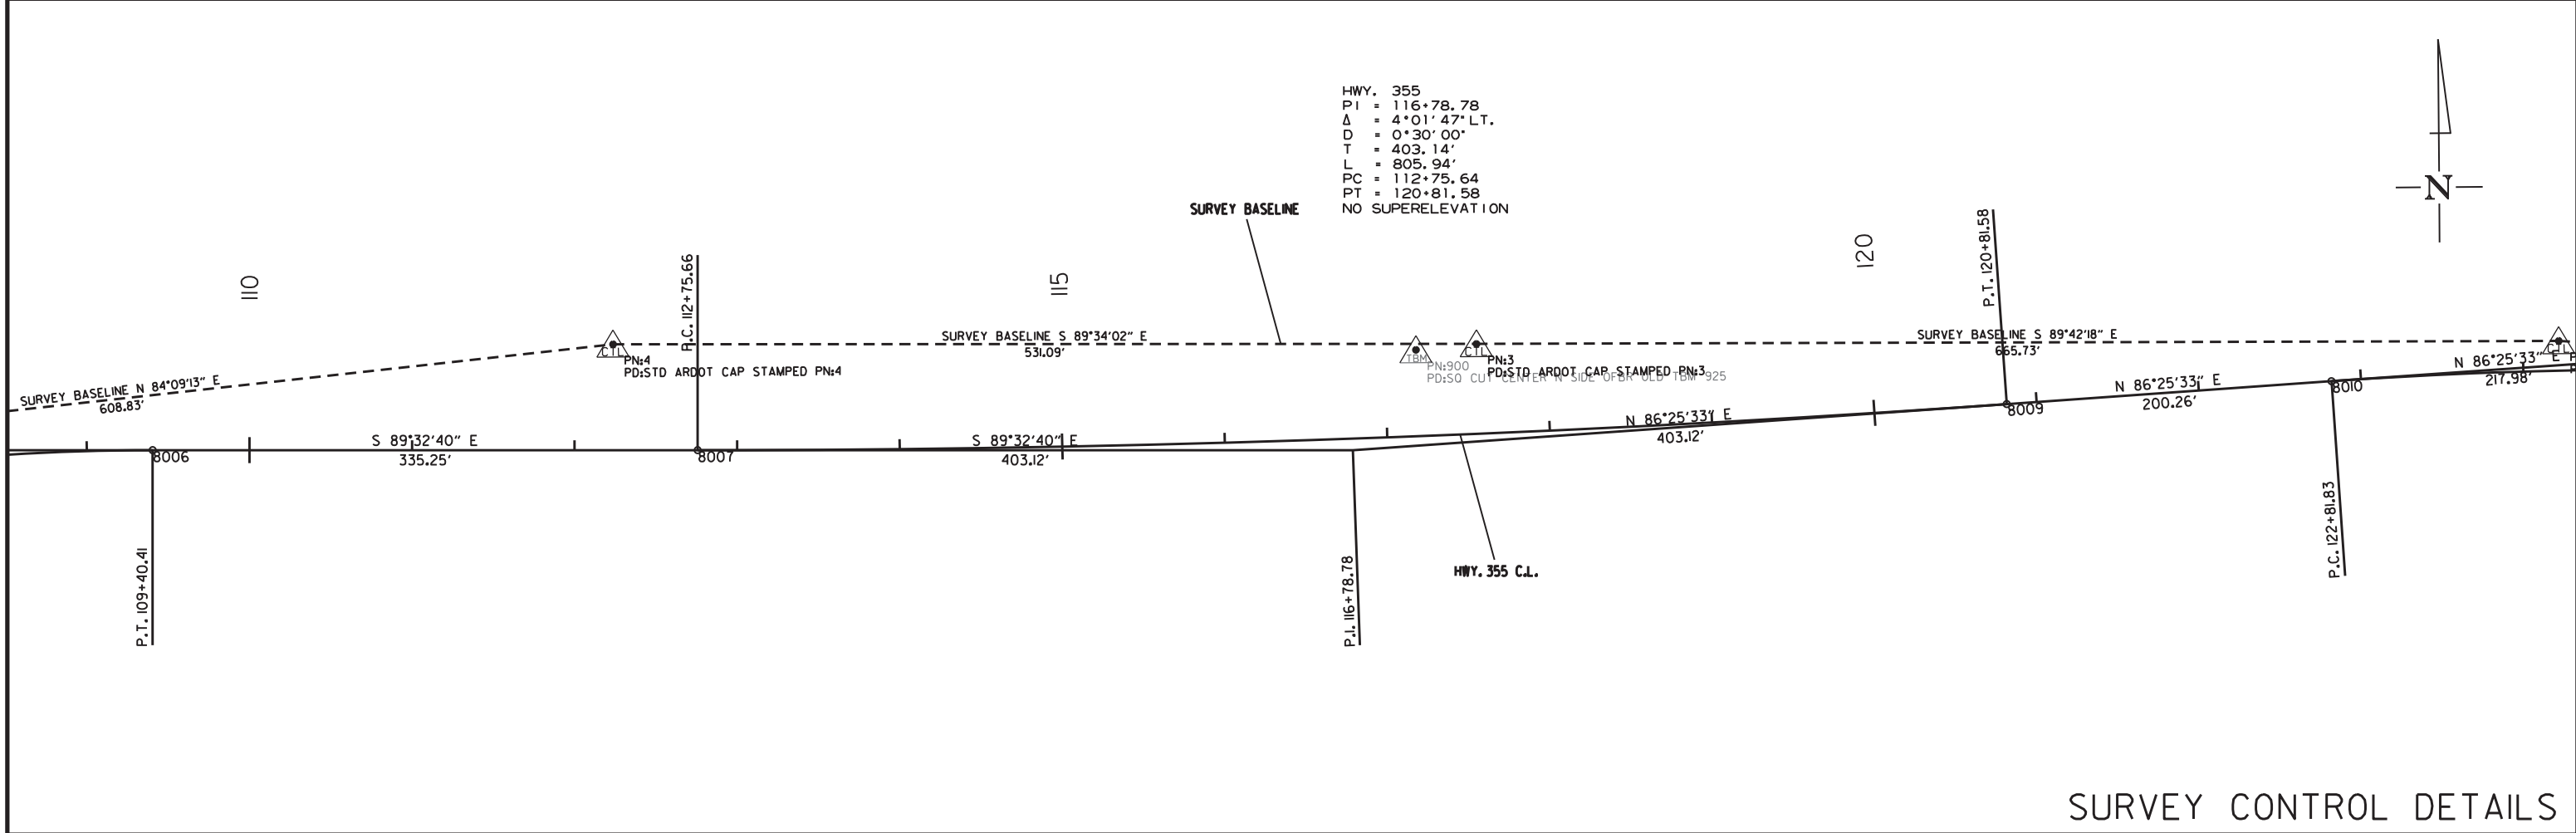 HWY. 355
PI = 116+78.78
Δ = 4°01'47" LT.
D = 0°30'00"
T = 403.14'
L = 805.94'
PC = 112+75.64
PT = 120+81.58
NO SUPERELEVATION
N
SURVEY BASELINE
110
115
120
P.C. 112+75.66
P.T. 120+81.58
SURVEY BASELINE N 84°09'13" E
608.83'
CTL
PN:4
PD:STD ARDOT CAP STAMPED PN:4
SURVEY BASELINE S 89°34'02" E
531.09'
TBM
PN:900
PD:SQ CUT CENTER N SIDE OFBR OLD TBM 925
CTL
PN:3
PD:STD ARDOT CAP STAMPED PN:3
SURVEY BASELINE S 89°42'18" E
665.73'
CTL
8006
S 89°32'40" E
335.25'
8007
S 89°32'40" E
403.12'
N 86°25'33" E
403.12'
8009
N 86°25'33" E
200.26'
8010
N 86°25'33" E
217.98'
P.T. 109+40.41
P.I. 116+78.78
HWY. 355 C.L.
P.C. 122+81.83
SURVEY CONTROL DETAILS